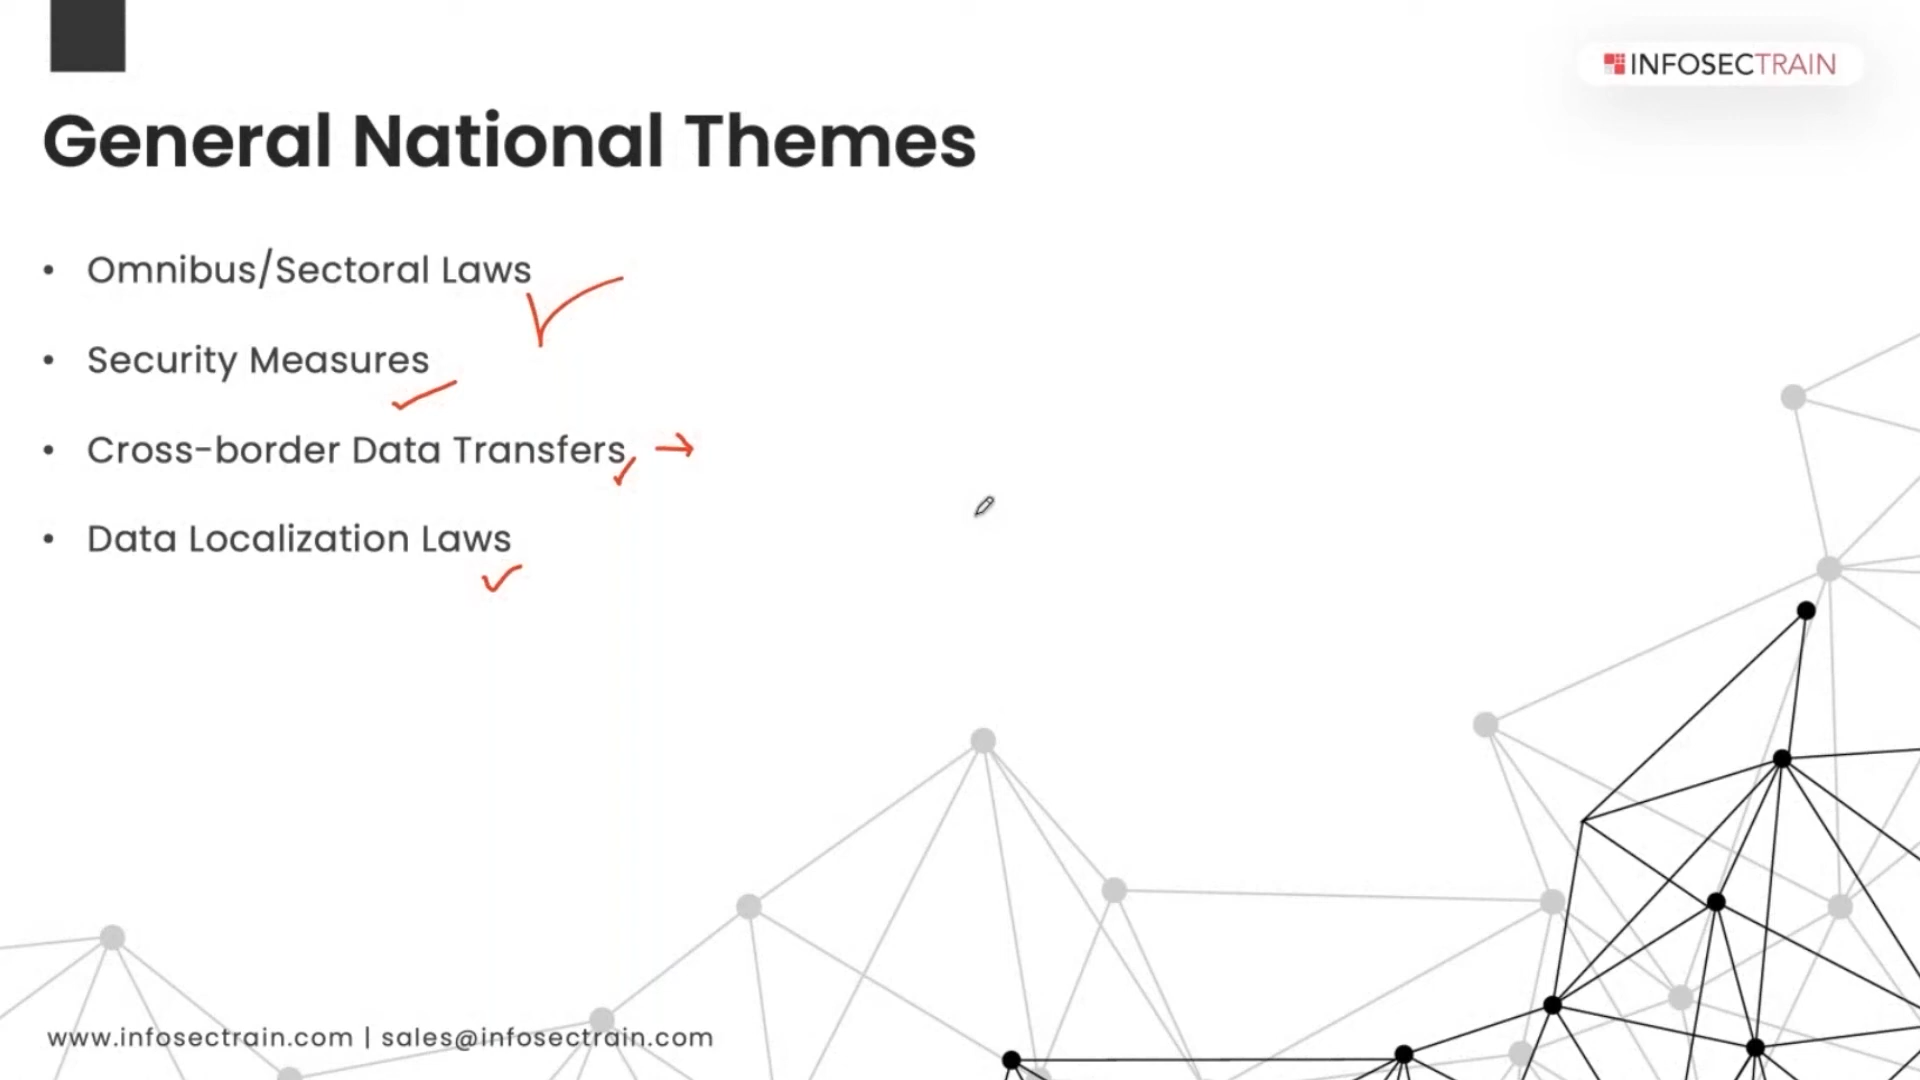 INFOSECTRAIN
General National Themes
• Omnibus/Sectoral Laws
• Security Measures
• Cross-border Data Transfers
• Data Localization Laws
www.infosectrain.com | sales@infosectrain.com